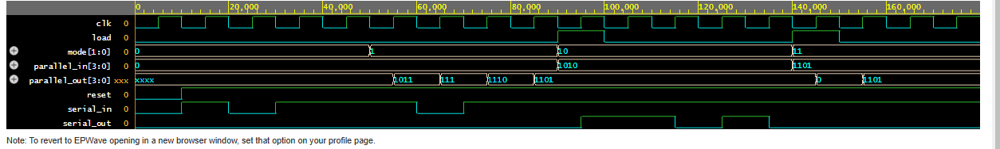 0 20,000 40,000 60,000 80,000 100,000 120,000 140,000 160,000
clk 0
load 0
mode[1:0] 0 0 1 10 11
parallel_in[3:0] 0 0 1010 1101
parallel_out[3:0] xxx xxxx 1011 111 1110 1101 0 1101
reset 0
serial_in 0
serial_out 0
Note: To revert to EPWave opening in a new browser window, set that option on your profile page.